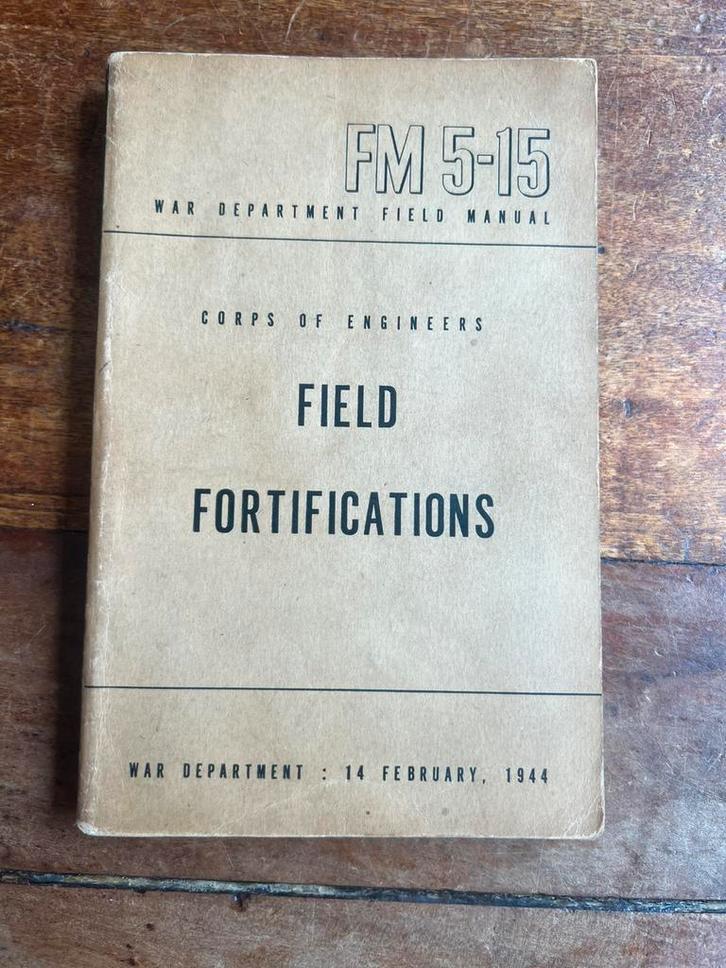 FM 5-15
WAR DEPARTMENT FIELD MANUAL
CORPS OF ENGINEERS
FIELD
FORTIFICATIONS
WAR DEPARTMENT : 14 FEBRUARY, 1944